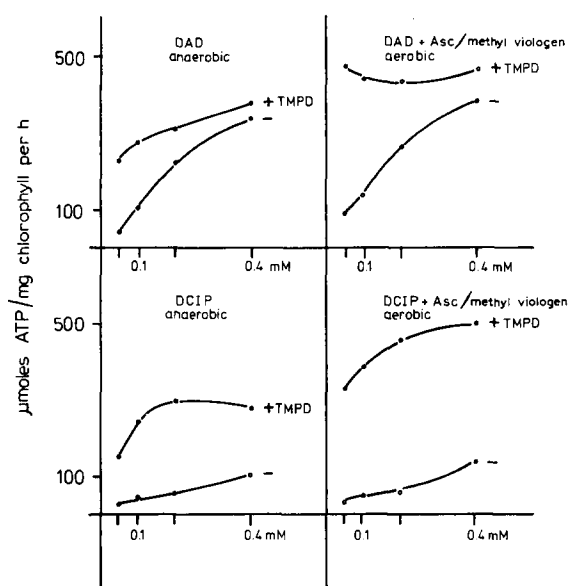 μmoles ATP/mg chlorophyll per h
DAD
anaerobic
500
100
+ TMPD
-
0.1
0.4 mM
DAD + Asc/methyl viologen
aerobic
+ TMPD
-
0.1
0.4 mM
DCIP
anaerobic
500
100
+ TMPD
-
0.1
0.4 mM
DCIP + Asc/methyl viologen
aerobic
+ TMPD
-
0.1
0.4 mM